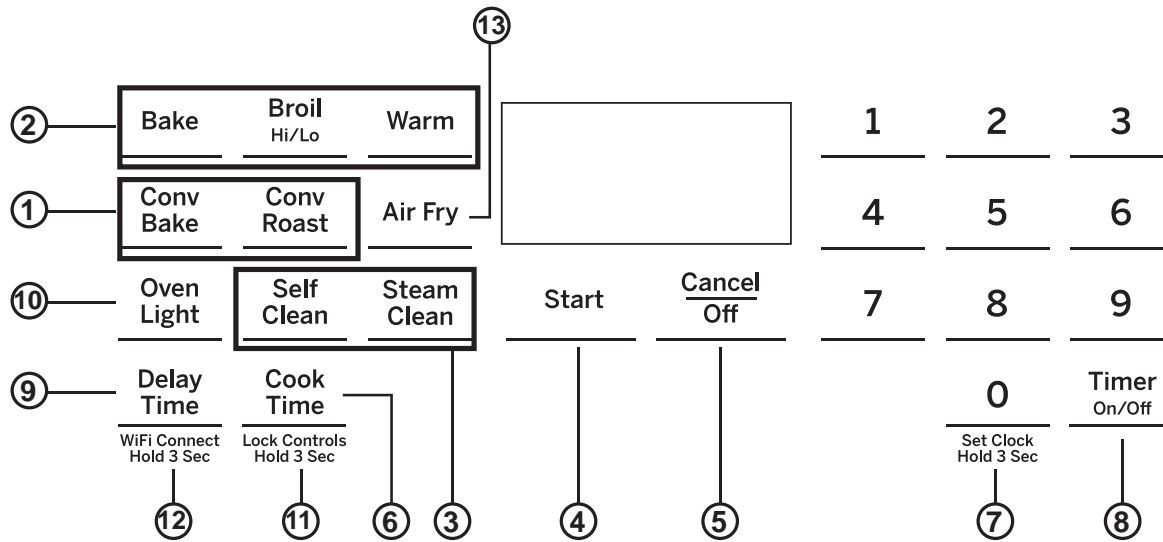 13
2
Bake
Broil
Hi/Lo
Warm
1
2
3
1
Conv
Bake
Conv
Roast
Air Fry
4
5
6
10
Oven
Light
Self
Clean
Steam
Clean
Start
Cancel
Off
7
8
9
9
Delay
Time
Cook
Time
0
Timer
On/Off
WiFi Connect
Hold 3 Sec
Lock Controls
Hold 3 Sec
Set Clock
Hold 3 Sec
12
11
6
3
4
5
7
8